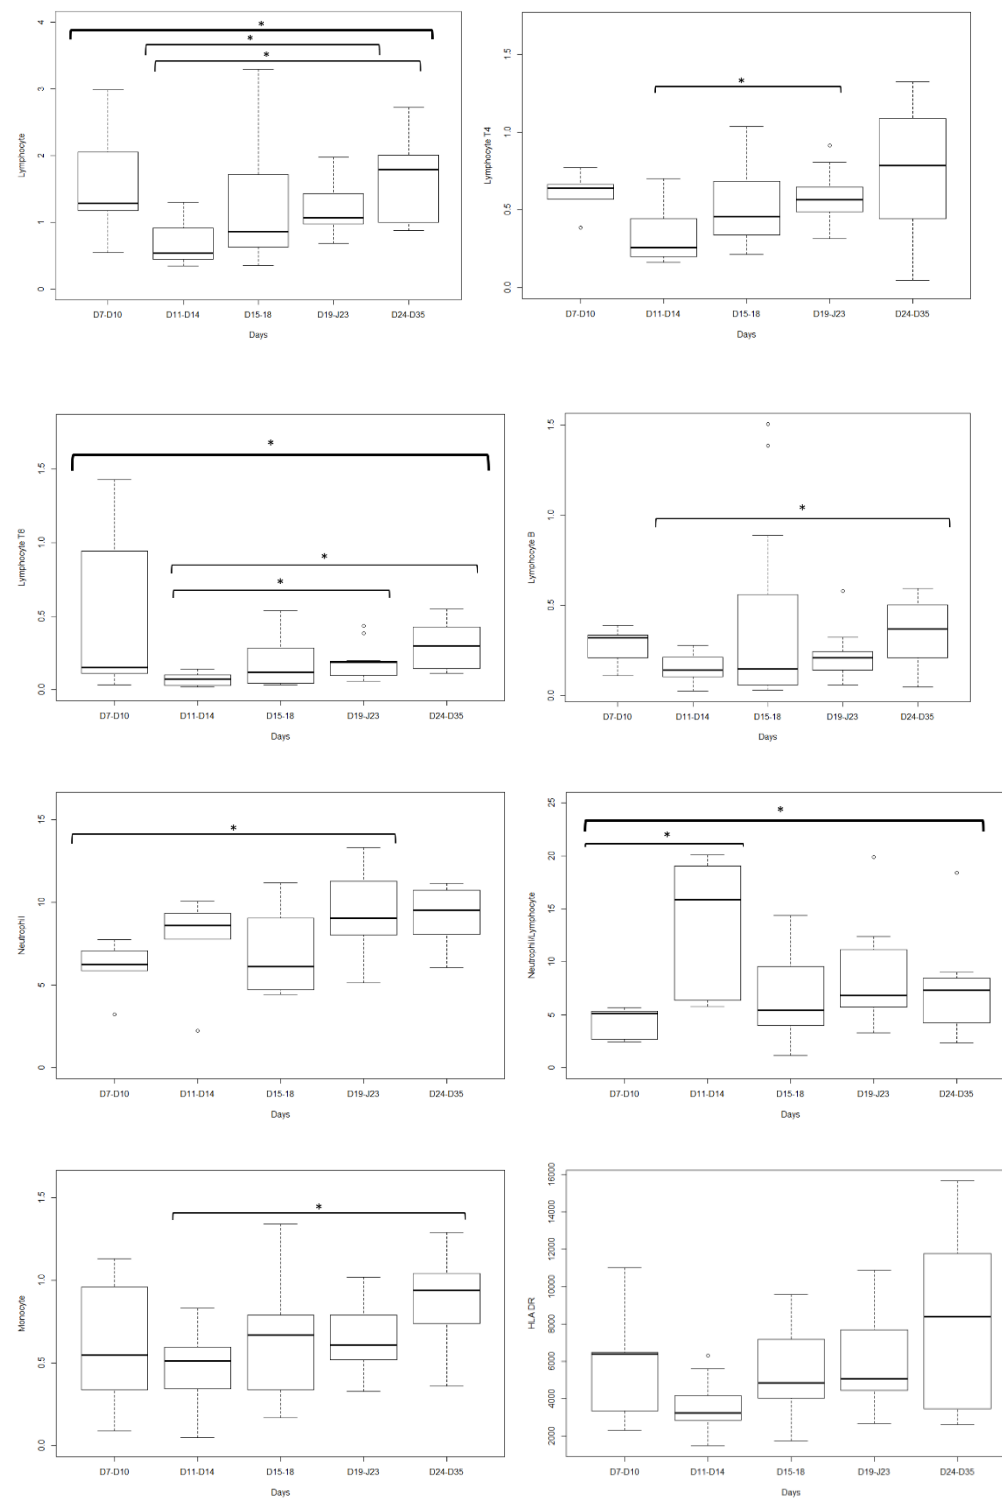 4
3
2
1
0
Lymphocyte
*
*
*
D7-D10 D11-D14 D15-18 D19-J23 D24-D35
Days
1.5
1.0
0.5
0.0
Lymphocyte T4
*
D7-D10 D11-D14 D15-18 D19-J23 D24-D35
Days
1.5
1.0
0.5
0.0
Lymphocyte T8
*
*
*
D7-D10 D11-D14 D15-18 D19-J23 D24-D35
Days
1.5
1.0
0.5
0.0
Lymphocyte B
*
D7-D10 D11-D14 D15-18 D19-J23 D24-D35
Days
15
10
5
0
Neutrophil
*
D7-D10 D11-D14 D15-18 D19-J23 D24-D35
Days
25
20
15
10
5
0
Neutrophil/Lymphocyte
*
*
D7-D10 D11-D14 D15-18 D19-J23 D24-D35
Days
1.5
1.0
0.5
0.0
Monocyte
*
D7-D10 D11-D14 D15-18 D19-J23 D24-D35
Days
16000
14000
12000
10000
8000
6000
4000
2000
HLA DR
D7-D10 D11-D14 D15-18 D19-J23 D24-D35
Days